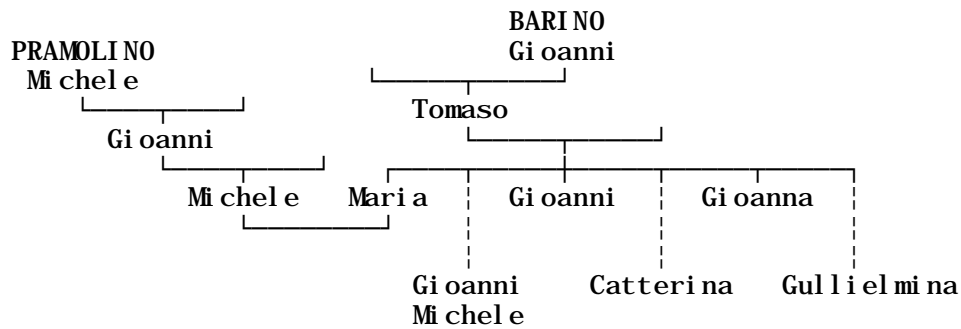 BARINO
PRAMOLINO Gioanni
Michele
Tomaso
Gioanni
Michele Maria Gioanni Gioanna
Gioanni Catterina Gullielmina
Michele